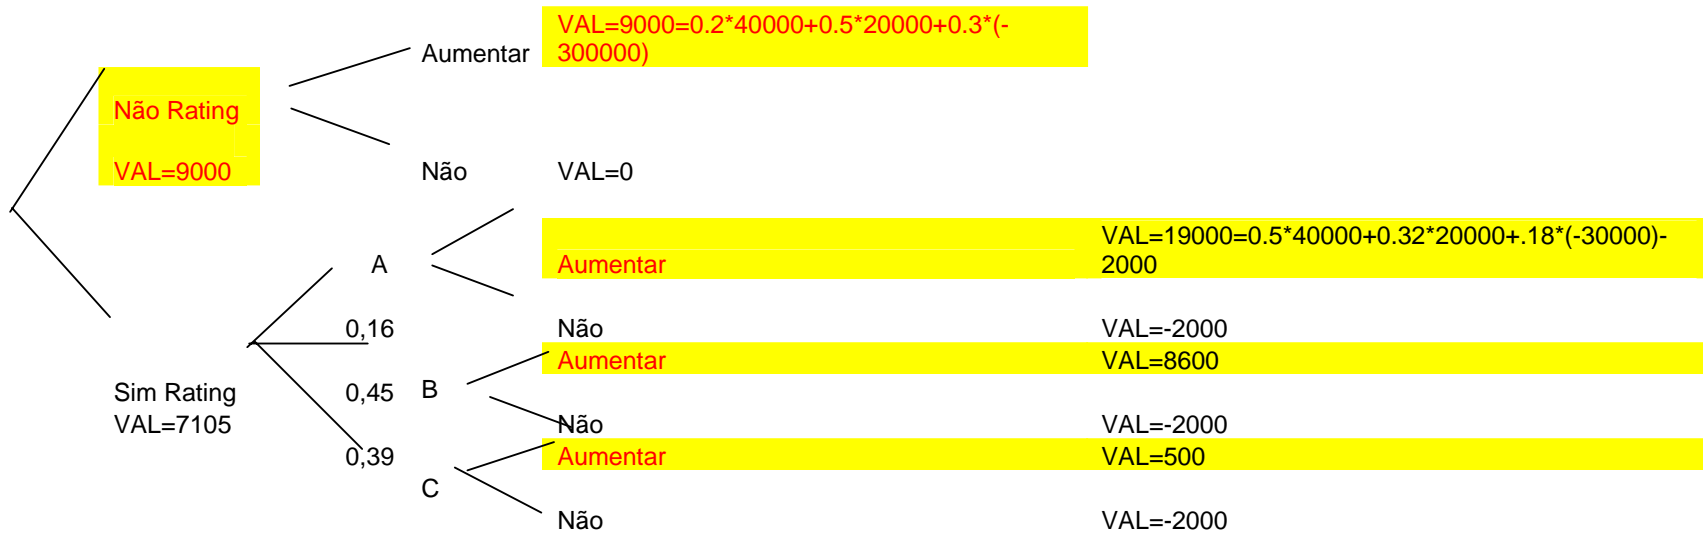 VAL=9000=0.2*40000+0.5*20000+0.3*(-
Aumentar 300000)
Não Rating
VAL=9000 Não VAL=0
VAL=19000=0.5*40000+0.32*20000+.18*(-30000)-
A Aumentar 2000
0,16 Não VAL=-2000
Aumentar VAL=8600
Sim Rating 0,45 B
VAL=7105 Não VAL=-2000
0,39 Aumentar VAL=500
C
Não VAL=-2000